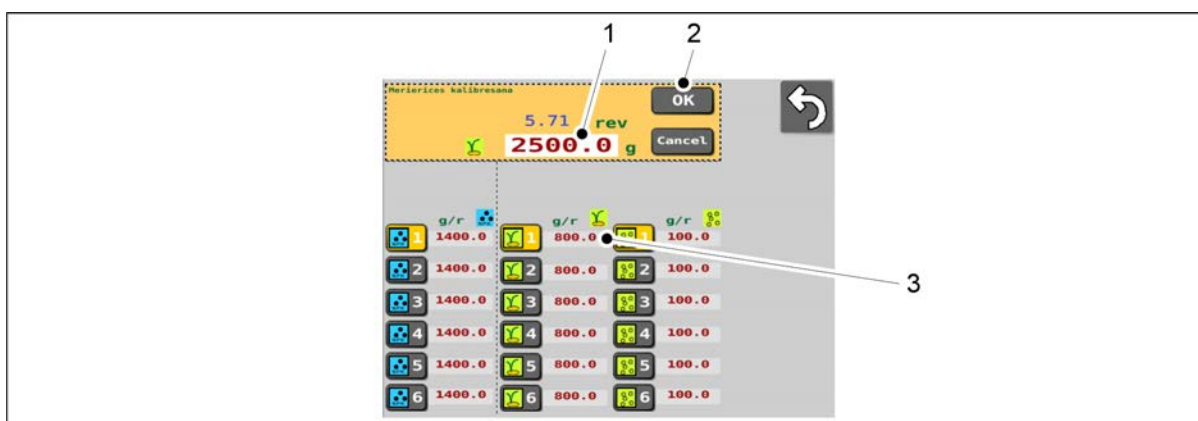 1 2
Merierices kalibresana
OK
5.71 rev
2500.0 g Cancel
g/r g/r g/r
1 1400.0 1 800.0 1 100.0
2 1400.0 2 800.0 2 100.0
3
3 1400.0 3 800.0 3 100.0
4 1400.0 4 800.0 4 100.0
5 1400.0 5 800.0 5 100.0
6 1400.0 6 800.0 6 100.0